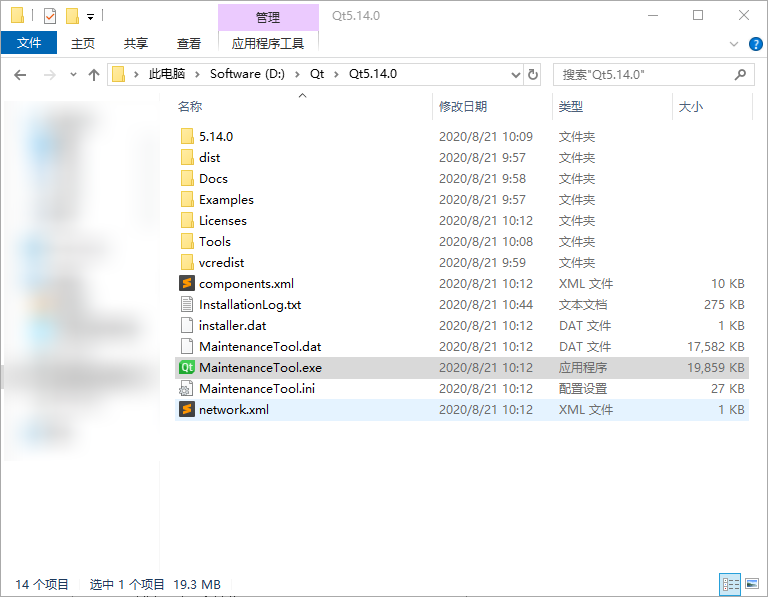 管理
Qt5.14.0
文件
主页
共享
查看
应用程序工具
此电脑 › Software (D:) › Qt › Qt5.14.0
搜索"Qt5.14.0"
名称 修改日期 类型 大小
5.14.0 2020/8/21 10:09 文件夹
dist 2020/8/21 9:57 文件夹
Docs 2020/8/21 9:58 文件夹
Examples 2020/8/21 9:57 文件夹
Licenses 2020/8/21 10:12 文件夹
Tools 2020/8/21 10:08 文件夹
vcredist 2020/8/21 9:59 文件夹
components.xml 2020/8/21 10:12 XML 文件 10 KB
InstallationLog.txt 2020/8/21 10:44 文本文档 275 KB
installer.dat 2020/8/21 10:12 DAT 文件 1 KB
MaintenanceTool.dat 2020/8/21 10:12 DAT 文件 17,582 KB
Qt MaintenanceTool.exe 2020/8/21 10:12 应用程序 19,859 KB
MaintenanceTool.ini 2020/8/21 10:12 配置设置 27 KB
network.xml 2020/8/21 10:12 XML 文件 1 KB
14 个项目 选中 1 个项目 19.3 MB